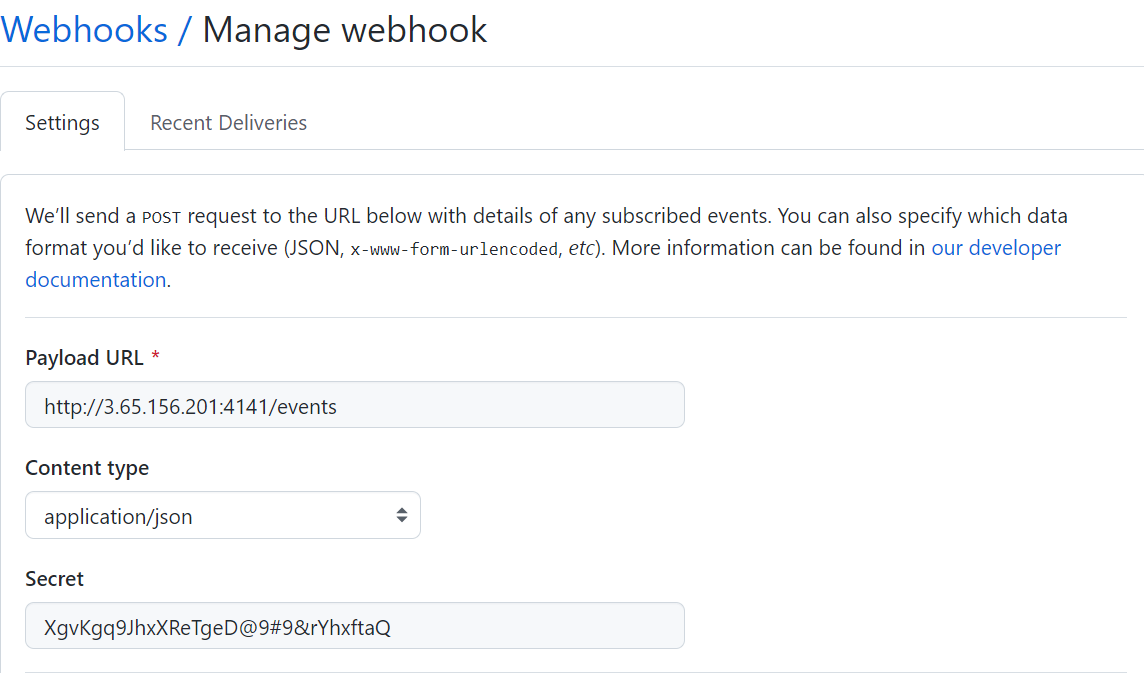 Webhooks / Manage webhook
Settings
Recent Deliveries
We’ll send a POST request to the URL below with details of any subscribed events. You can also specify which data
format you’d like to receive (JSON, x-www-form-urlencoded, etc). More information can be found in our developer
documentation.
Payload URL *
http://3.65.156.201:4141/events
Content type
application/json
Secret
XgvKgq9JhxXReTgeD@9#9&rYhxftaQ